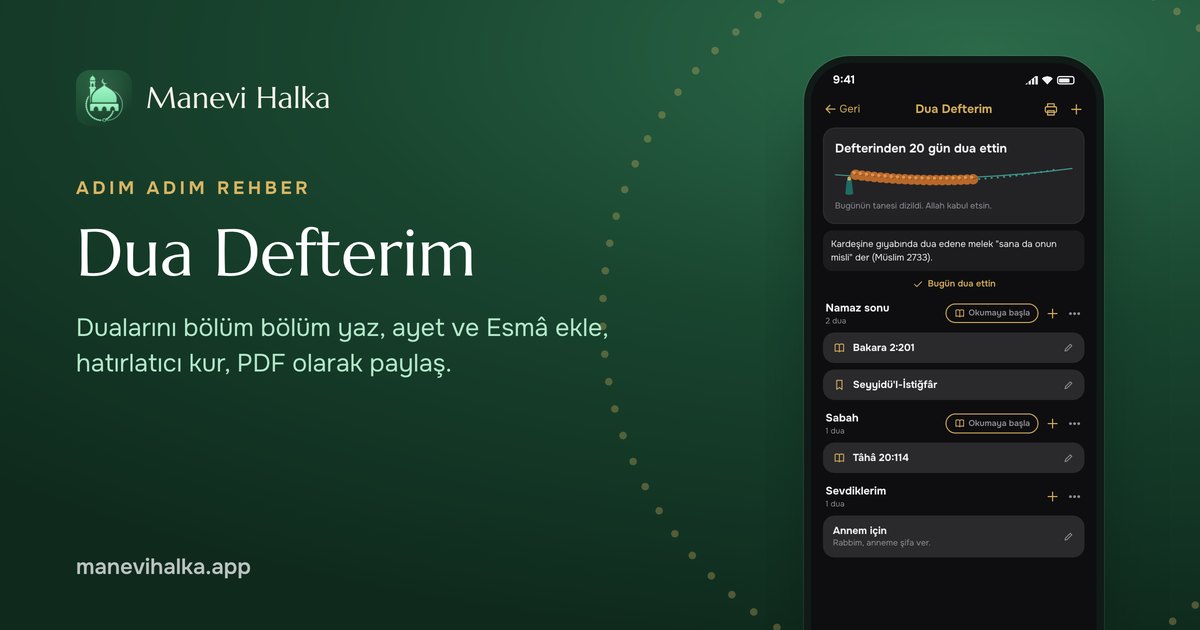 Manevi Halka
ADIM ADIM REHBER
Dua Defterim
Dualarını bölüm bölüm yaz, ayet ve Esmâ ekle,
hatırlatıcı kur, PDF olarak paylaş.
manevihalka.app
9:41
Geri
Dua Defterim
Defterinden 20 gün dua ettin
Bugünün tanesi dizildi. Allah kabul etsin.
Kardeşine gıyabında dua edene melek "sana da onun
misli" der (Müslim 2733).
Bugün dua ettin
Namaz sonu
Okumaya başla
2 dua
Bakara 2:201
Seyyidü'l-İstiğfâr
Sabah
Okumaya başla
1 dua
Tâhâ 20:114
Sevdiklerim
1 dua
Annem için
Rabbim, anneme şifa ver.